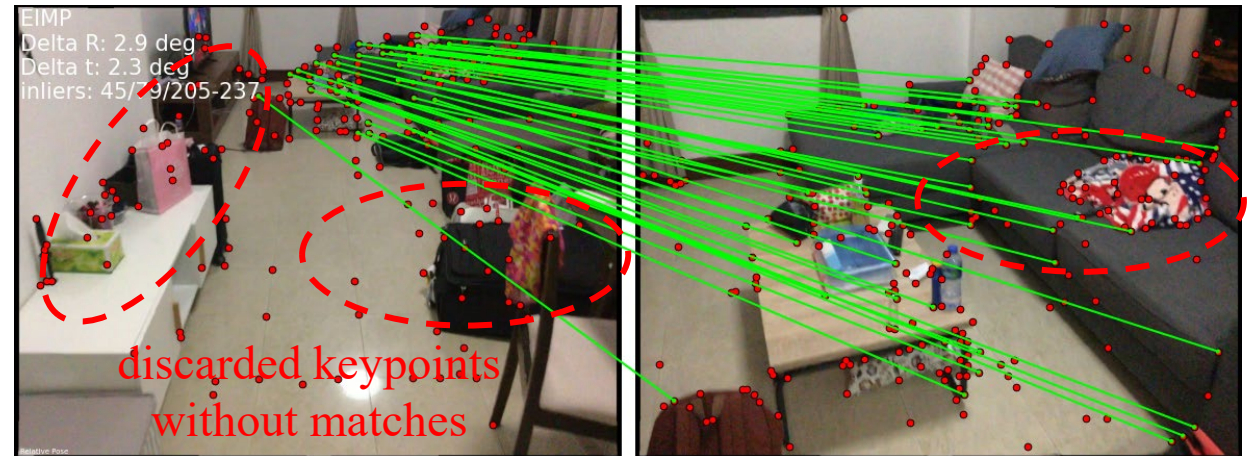 EIMP
Delta R: 2.9 deg
Delta t: 2.3 deg
inliers: 45/79/205-237
discarded keypoints
without matches
Relative Pose